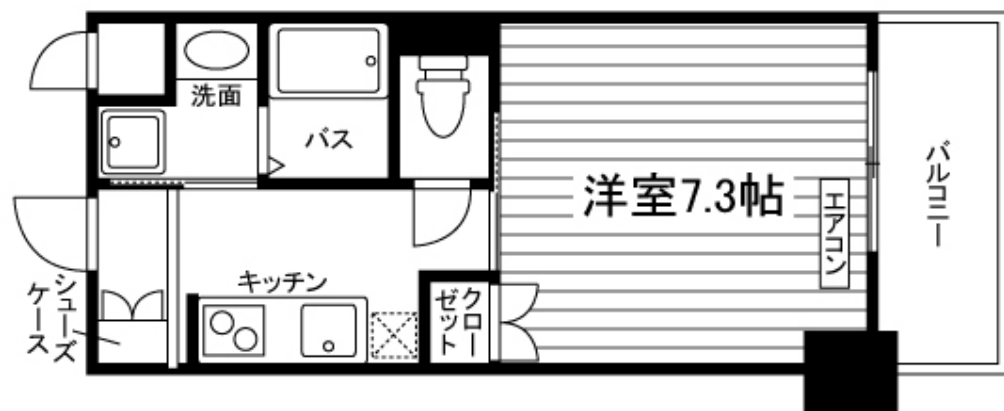 洗面
バス
洋室7.3帖
エアコン
バルコニー
キッチン
シューズ
ケース
クロー
ゼット